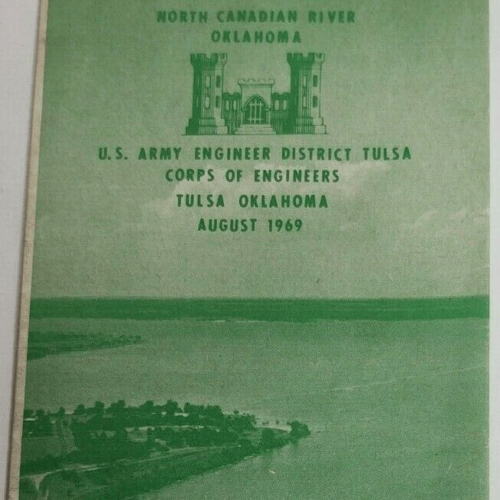 NORTH CANADIAN RIVER
OKLAHOMA
U.S. ARMY ENGINEER DISTRICT TULSA
CORPS OF ENGINEERS
TULSA OKLAHOMA
AUGUST 1969